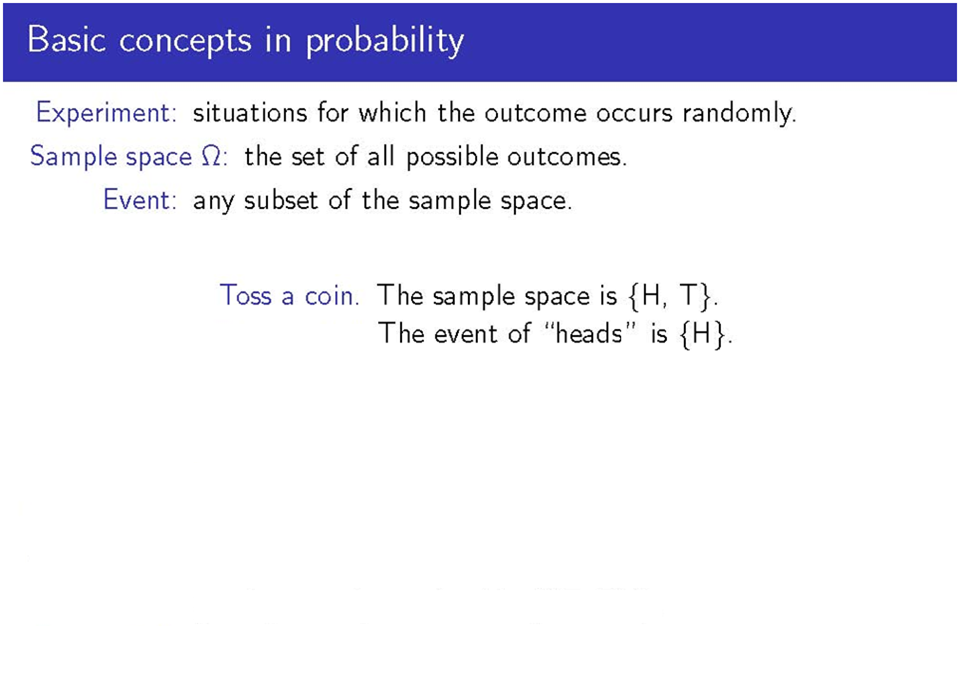 Basic concepts in probability
Experiment: situations for which the outcome occurs randomly.
Sample space Ω: the set of all possible outcomes.
Event: any subset of the sample space.
Toss a coin. The sample space is {H, T}.
The event of “heads” is {H}.